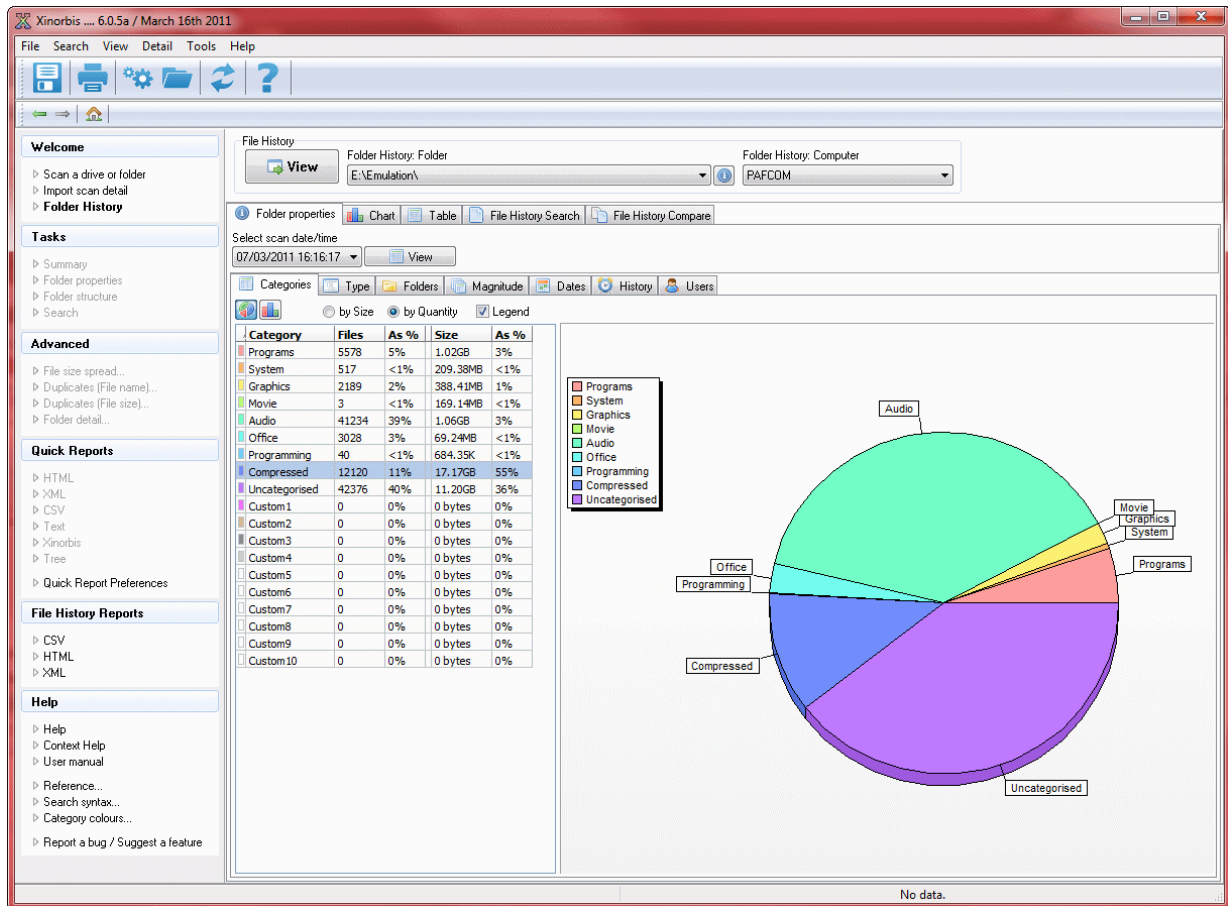 Xinorbis .... 6.0.5a / March 16th 2011
File Search View Detail Tools Help
Welcome
Scan a drive or folder
Import scan detail
Folder History
Tasks
Summary
Folder properties
Folder structure
Search
Advanced
File size spread...
Duplicates (File name)...
Duplicates (File size)...
Folder detail...
Quick Reports
HTML
XML
CSV
Text
Xinorbis
Tree
Quick Report Preferences
File History Reports
CSV
HTML
XML
Help
Help
Context Help
User manual
Reference...
Search syntax...
Category colours...
Report a bug / Suggest a feature
File History
View
Folder History: Folder
E:\Emulation\
Folder History: Computer
PAFCOM
Folder properties Chart Table File History Search File History Compare
Select scan date/time
07/03/2011 16:16:17 View
Categories Type Folders Magnitude Dates History Users
by Size by Quantity Legend
Category Files As % Size As %
Programs 5578 5% 1.02GB 3%
System 517 <1% 209.38MB <1%
Graphics 2189 2% 388.41MB 1%
Movie 3 <1% 169.14MB <1%
Audio 41234 39% 1.06GB 3%
Office 3028 3% 69.24MB <1%
Programming 40 <1% 684.35K <1%
Compressed 12120 11% 17.17GB 55%
Uncategorised 42376 40% 11.20GB 36%
Custom1 0 0% 0 bytes 0%
Custom2 0 0% 0 bytes 0%
Custom3 0 0% 0 bytes 0%
Custom4 0 0% 0 bytes 0%
Custom5 0 0% 0 bytes 0%
Custom6 0 0% 0 bytes 0%
Custom7 0 0% 0 bytes 0%
Custom8 0 0% 0 bytes 0%
Custom9 0 0% 0 bytes 0%
Custom10 0 0% 0 bytes 0%
Programs
System
Graphics
Movie
Audio
Office
Programming
Compressed
Uncategorised
Audio
Movie
Graphics
System
Programs
Office
Programming
Compressed
Uncategorised
No data.